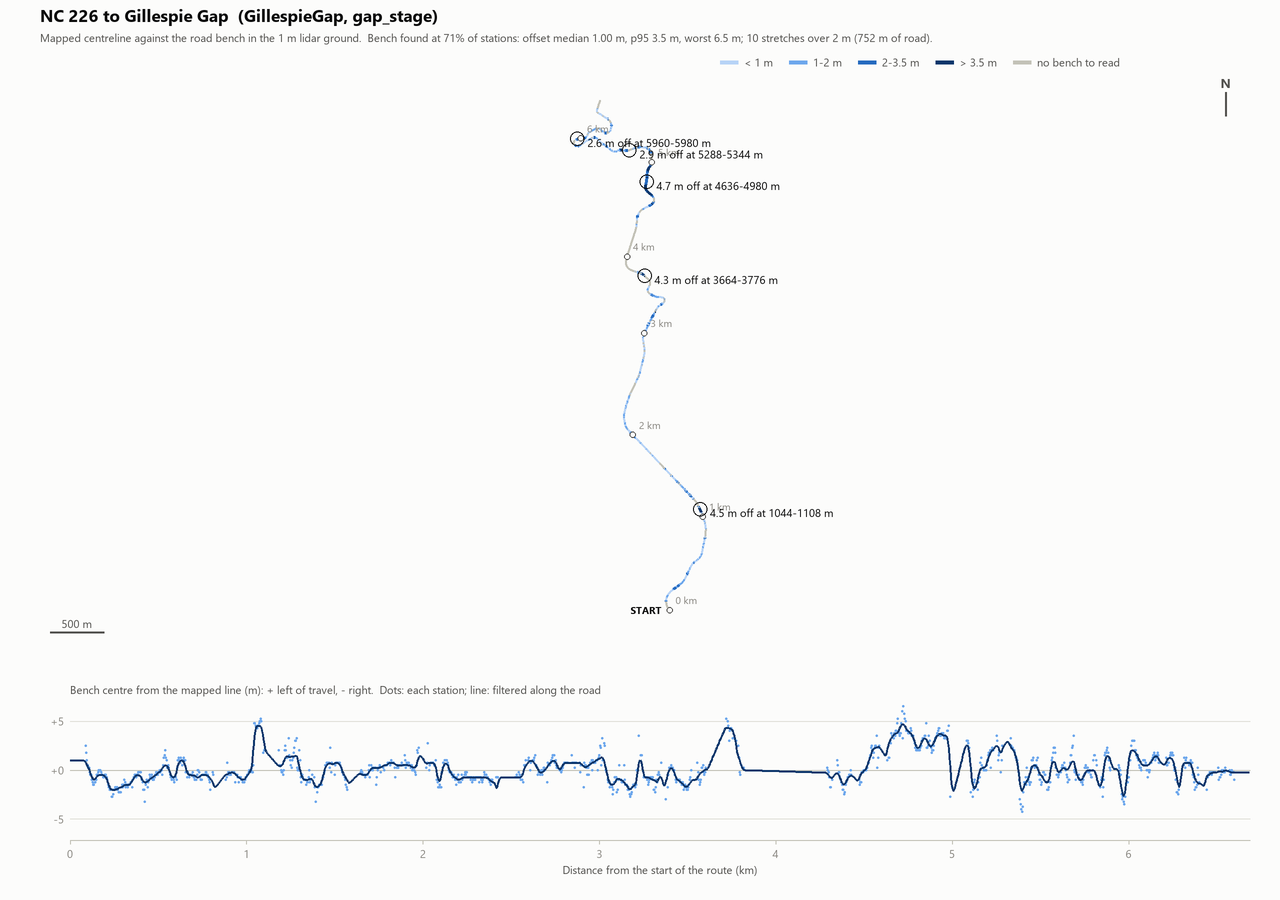 NC 226 to Gillespie Gap (GillespieGap, gap_stage)
Mapped centreline against the road bench in the 1 m lidar ground. Bench found at 71% of stations: offset median 1.00 m, p95 3.5 m, worst 6.5 m; 10 stretches over 2 m (752 m of road).
< 1 m 1-2 m 2-3.5 m > 3.5 m no bench to read
N
6 km
2.6 m off at 5960-5980 m
5 km
2.9 m off at 5288-5344 m
4.7 m off at 4636-4980 m
4 km
4.3 m off at 3664-3776 m
3 km
2 km
1 km
4.5 m off at 1044-1108 m
0 km
START
500 m
Bench centre from the mapped line (m): + left of travel, - right. Dots: each station; line: filtered along the road
+5
+0
-5
0 1 2 3 4 5 6
Distance from the start of the route (km)